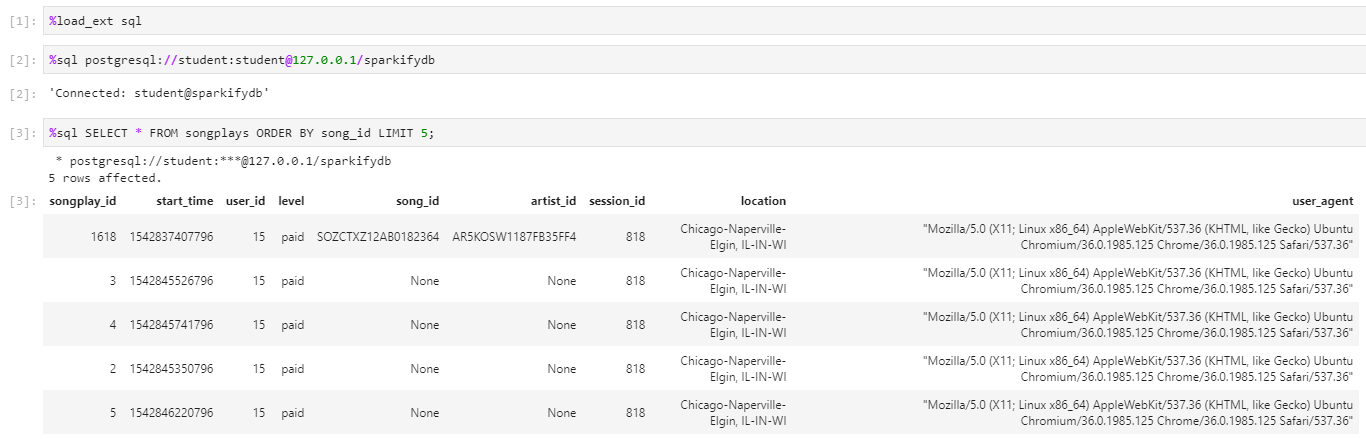 [1]: %load_ext sql
[2]: %sql postgresql://student:student@127.0.0.1/sparkifydb
[2]: 'Connected: student@sparkifydb'
[3]: %sql SELECT * FROM songplays ORDER BY song_id LIMIT 5;
* postgresql://student:***@127.0.0.1/sparkifydb
5 rows affected.
[3]: songplay_id start_time user_id level song_id artist_id session_id location user_agent
1618 1542837407796 15 paid SOZCTXZ12AB0182364 AR5KOSW1187FB35FF4 818 Chicago-Naperville- "Mozilla/5.0 (X11; Linux x86_64) AppleWebKit/537.36 (KHTML, like Gecko) Ubuntu
Elgin, IL-IN-WI Chromium/36.0.1985.125 Chrome/36.0.1985.125 Safari/537.36"
3 1542845526796 15 paid None None 818 Chicago-Naperville- "Mozilla/5.0 (X11; Linux x86_64) AppleWebKit/537.36 (KHTML, like Gecko) Ubuntu
Elgin, IL-IN-WI Chromium/36.0.1985.125 Chrome/36.0.1985.125 Safari/537.36"
4 1542845741796 15 paid None None 818 Chicago-Naperville- "Mozilla/5.0 (X11; Linux x86_64) AppleWebKit/537.36 (KHTML, like Gecko) Ubuntu
Elgin, IL-IN-WI Chromium/36.0.1985.125 Chrome/36.0.1985.125 Safari/537.36"
2 1542845350796 15 paid None None 818 Chicago-Naperville- "Mozilla/5.0 (X11; Linux x86_64) AppleWebKit/537.36 (KHTML, like Gecko) Ubuntu
Elgin, IL-IN-WI Chromium/36.0.1985.125 Chrome/36.0.1985.125 Safari/537.36"
5 1542846220796 15 paid None None 818 Chicago-Naperville- "Mozilla/5.0 (X11; Linux x86_64) AppleWebKit/537.36 (KHTML, like Gecko) Ubuntu
Elgin, IL-IN-WI Chromium/36.0.1985.125 Chrome/36.0.1985.125 Safari/537.36"